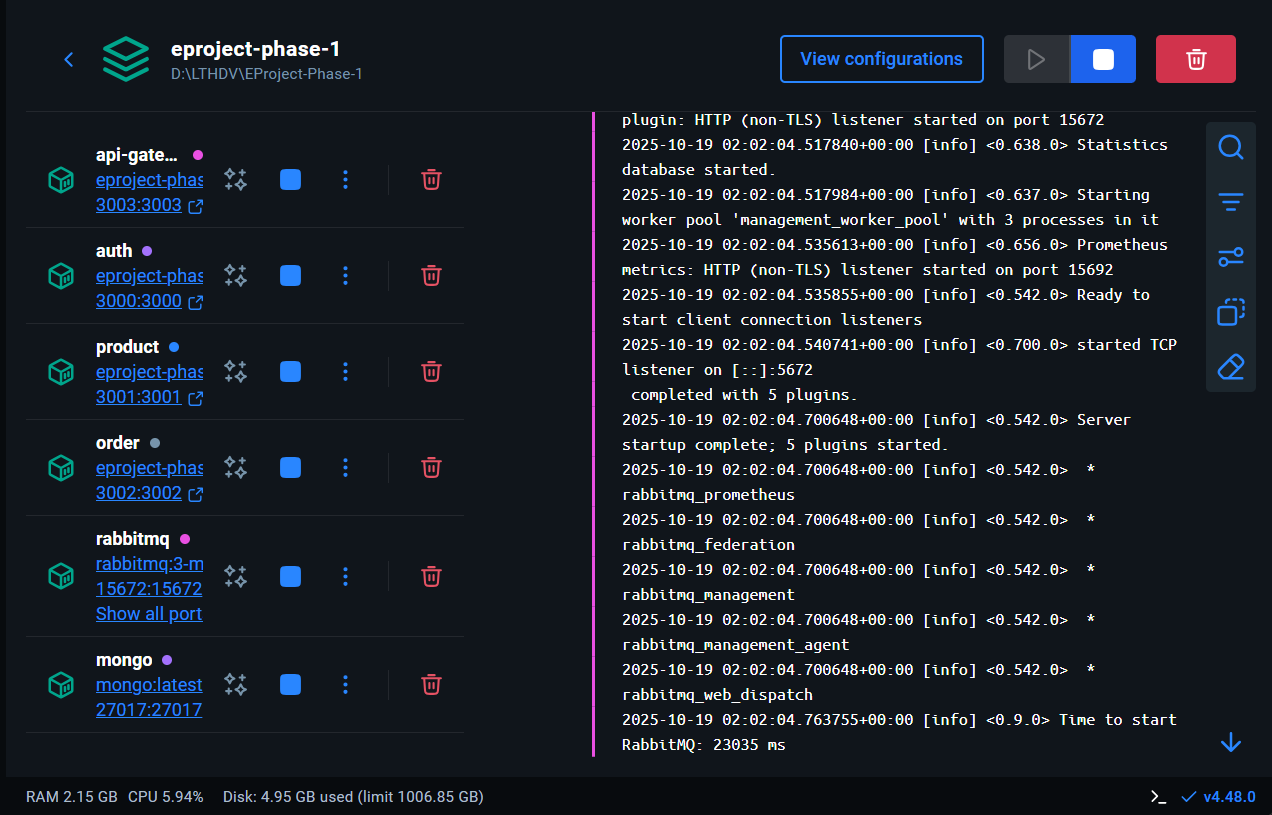 eproject-phase-1
D:\LTHDV\EProject-Phase-1
View configurations
api-gate...
eproject-phas
3003:3003
auth
eproject-phas
3000:3000
product
eproject-phas
3001:3001
order
eproject-phas
3002:3002
rabbitmq
rabbitmq:3-m
15672:15672
Show all port
mongo
mongo:latest
27017:27017
plugin: HTTP (non-TLS) listener started on port 15672
2025-10-19 02:02:04.517840+00:00 [info] <0.638.0> Statistics
database started.
2025-10-19 02:02:04.517984+00:00 [info] <0.637.0> Starting
worker pool 'management_worker_pool' with 3 processes in it
2025-10-19 02:02:04.535613+00:00 [info] <0.656.0> Prometheus
metrics: HTTP (non-TLS) listener started on port 15692
2025-10-19 02:02:04.535855+00:00 [info] <0.542.0> Ready to
start client connection listeners
2025-10-19 02:02:04.540741+00:00 [info] <0.700.0> started TCP
listener on [::]:5672
completed with 5 plugins.
2025-10-19 02:02:04.700648+00:00 [info] <0.542.0> Server
startup complete; 5 plugins started.
2025-10-19 02:02:04.700648+00:00 [info] <0.542.0>  *
rabbitmq_prometheus
2025-10-19 02:02:04.700648+00:00 [info] <0.542.0>  *
rabbitmq_federation
2025-10-19 02:02:04.700648+00:00 [info] <0.542.0>  *
rabbitmq_management
2025-10-19 02:02:04.700648+00:00 [info] <0.542.0>  *
rabbitmq_management_agent
2025-10-19 02:02:04.700648+00:00 [info] <0.542.0>  *
rabbitmq_web_dispatch
2025-10-19 02:02:04.763755+00:00 [info] <0.9.0> Time to start
RabbitMQ: 23035 ms
RAM 2.15 GB CPU 5.94% Disk: 4.95 GB used (limit 1006.85 GB)
v4.48.0